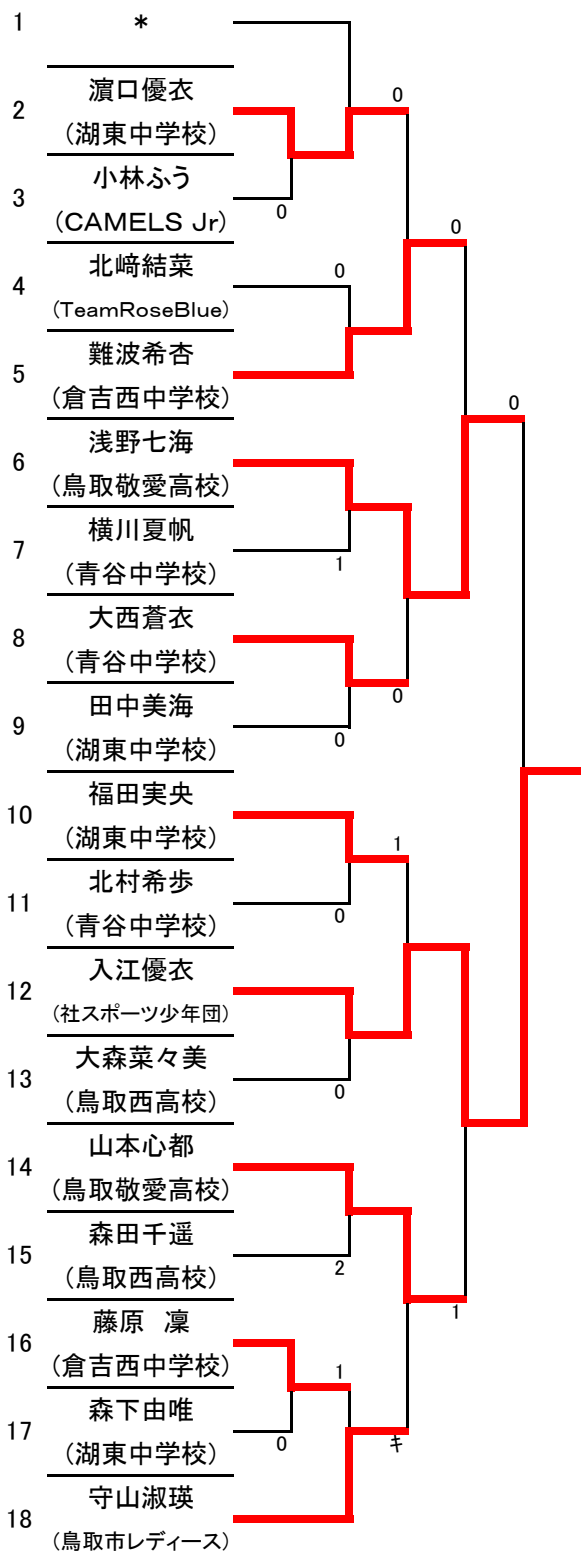 1 *
2 濵口優衣
(湖東中学校)
0
3 小林ふう
(CAMELS Jr)
0
0
4 北﨑結菜
(TeamRoseBlue)
0
5 難波希杏
(倉吉西中学校)
0
6 浅野七海
(鳥取敬愛高校)
7 横川夏帆
(青谷中学校)
1
8 大西蒼衣
(青谷中学校)
0
9 田中美海
(湖東中学校)
0
10 福田実央
(湖東中学校)
1
11 北村希歩
(青谷中学校)
0
12 入江優衣
(社スポーツ少年団)
13 大森菜々美
(鳥取西高校)
0
14 山本心都
(鳥取敬愛高校)
15 森田千遥
(鳥取西高校)
2
1
16 藤原 凜
(倉吉西中学校)
1
17 森下由唯
(湖東中学校)
0
キ
18 守山淑瑛
(鳥取市レディース)